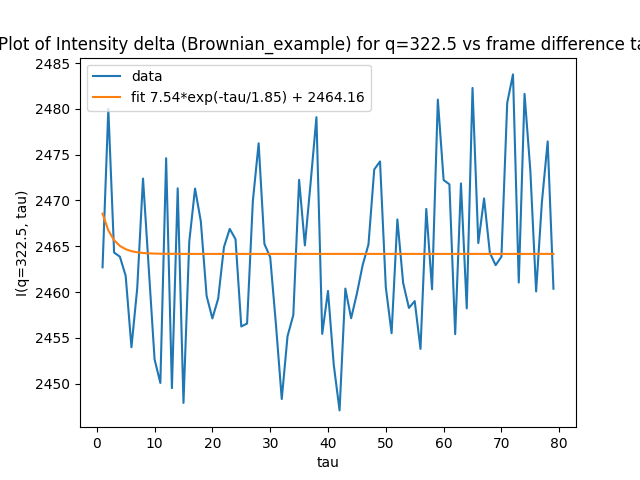 Plot of Intensity delta (Brownian_example) for q=322.5 vs frame difference ta
2485
2480
2475
2470
2465
2460
2455
2450
data
fit 7.54*exp(-tau/1.85) + 2464.16
I(q=322.5, tau)
0 10 20 30 40 50 60 70 80
tau